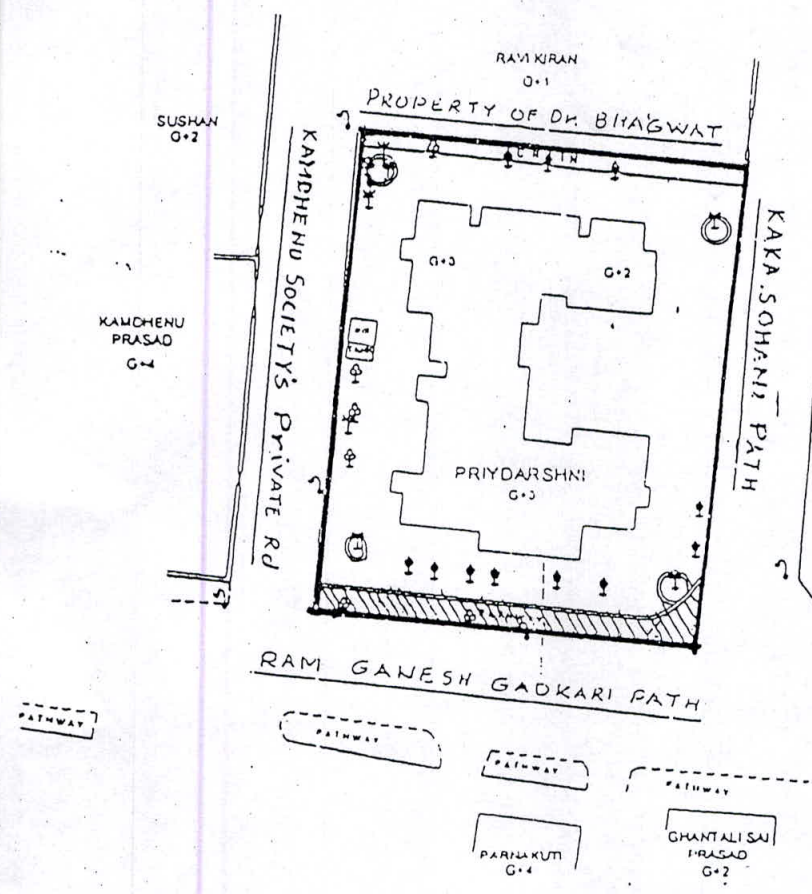 RAVI KIRAN
G+1
PROPERTY OF DR. BHAGWAT
SUSHAN
G+2
KAMDHENU SOCIETY'S Private Rd
KAKA. SOHANI PATH
G+3
G+2
KAMDHENU
PRASAD
G+4
PRIYDARSHNI
G+3
RAM GANESH GADKARI PATH
PATHWAY
PATHWAY
PATHWAY
PATHWAY
PARNAKUTI
G+4
GHANTALI SAI
PRASAD
G+2